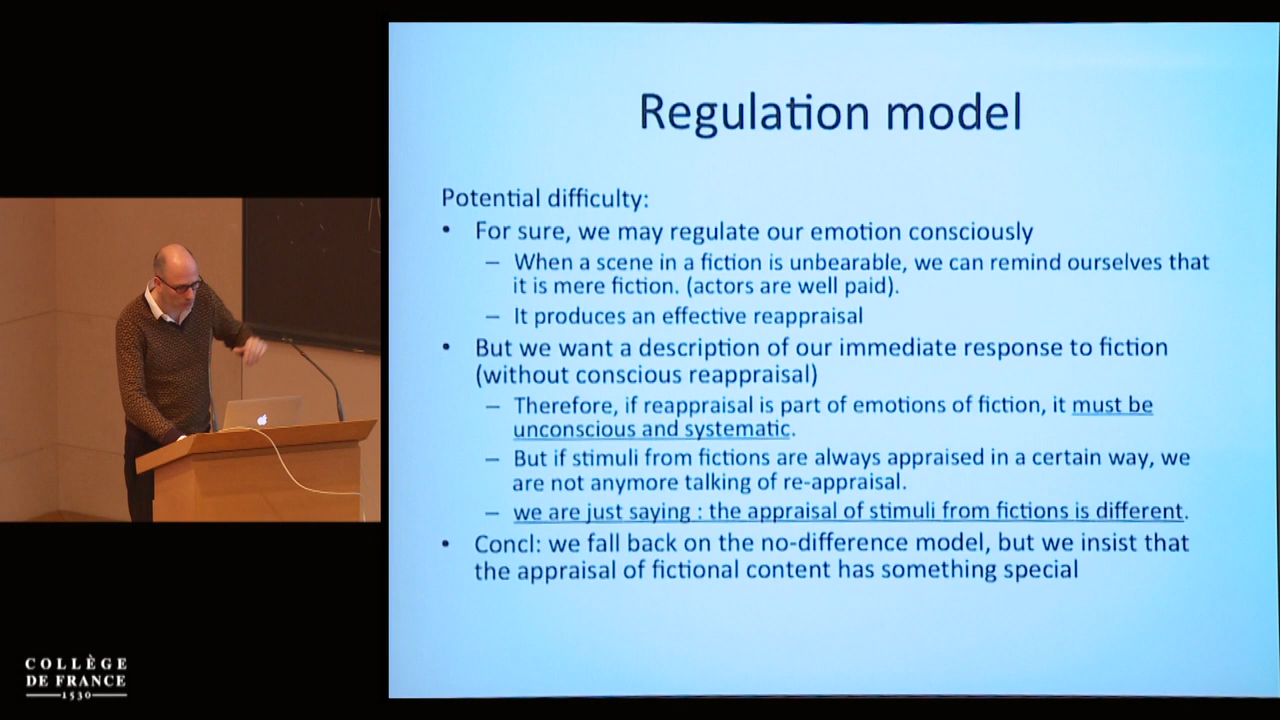 Regulation model
Potential difficulty:
• For sure, we may regulate our emotion consciously
– When a scene in a fiction is unbearable, we can remind ourselves that
it is mere fiction. (actors are well paid).
– It produces an effective reappraisal
• But we want a description of our immediate response to fiction
(without conscious reappraisal)
– Therefore, if reappraisal is part of emotions of fiction, it must be
unconscious and systematic.
– But if stimuli from fictions are always appraised in a certain way, we
are not anymore talking of re-appraisal.
– we are just saying : the appraisal of stimuli from fictions is different.
• Concl: we fall back on the no-difference model, but we insist that
the appraisal of fictional content has something special
COLLÈGE
DE FRANCE
1530